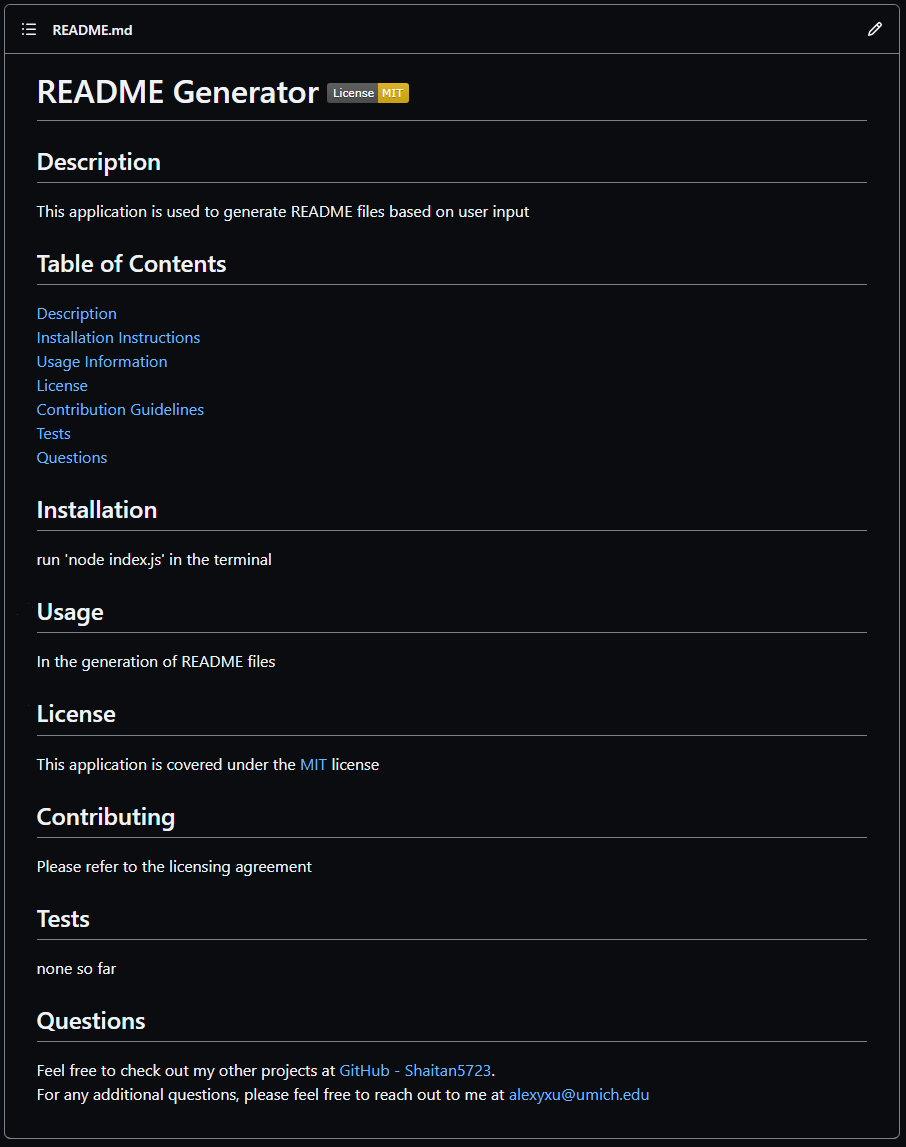 README.md
README Generator License MIT
Description
This application is used to generate README files based on user input
Table of Contents
Description
Installation Instructions
Usage Information
License
Contribution Guidelines
Tests
Questions
Installation
run 'node index.js' in the terminal
Usage
In the generation of README files
License
This application is covered under the MIT license
Contributing
Please refer to the licensing agreement
Tests
none so far
Questions
Feel free to check out my other projects at GitHub - Shaitan5723.
For any additional questions, please feel free to reach out to me at alexyxu@umich.edu